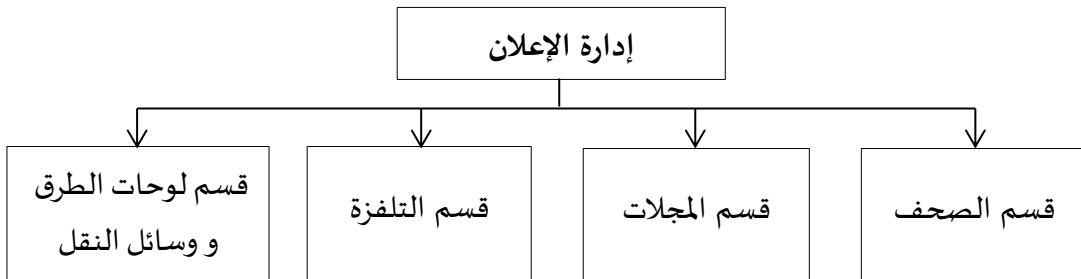 إدارة الإعلان
قسم الصحف
قسم المجلات
قسم التلفزة
قسم لوحات الطرق
و وسائل النقل